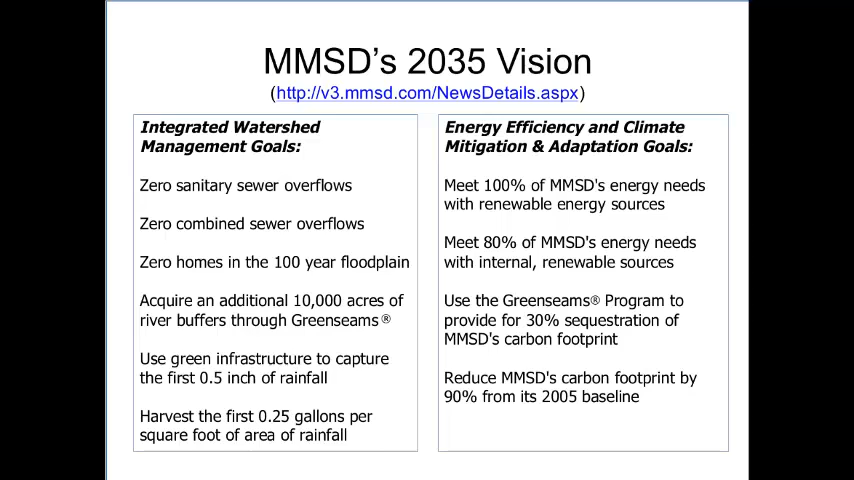 MMSD's 2035 Vision
(http://v3.mmsd.com/NewsDetails.aspx)
Integrated Watershed
Management Goals:
Zero sanitary sewer overflows
Zero combined sewer overflows
Zero homes in the 100 year floodplain
Acquire an additional 10,000 acres of
river buffers through Greenseams®
Use green infrastructure to capture
the first 0.5 inch of rainfall
Harvest the first 0.25 gallons per
square foot of area of rainfall
Energy Efficiency and Climate
Mitigation & Adaptation Goals:
Meet 100% of MMSD's energy needs
with renewable energy sources
Meet 80% of MMSD's energy needs
with internal, renewable sources
Use the Greenseams® Program to
provide for 30% sequestration of
MMSD's carbon footprint
Reduce MMSD's carbon footprint by
90% from its 2005 baseline